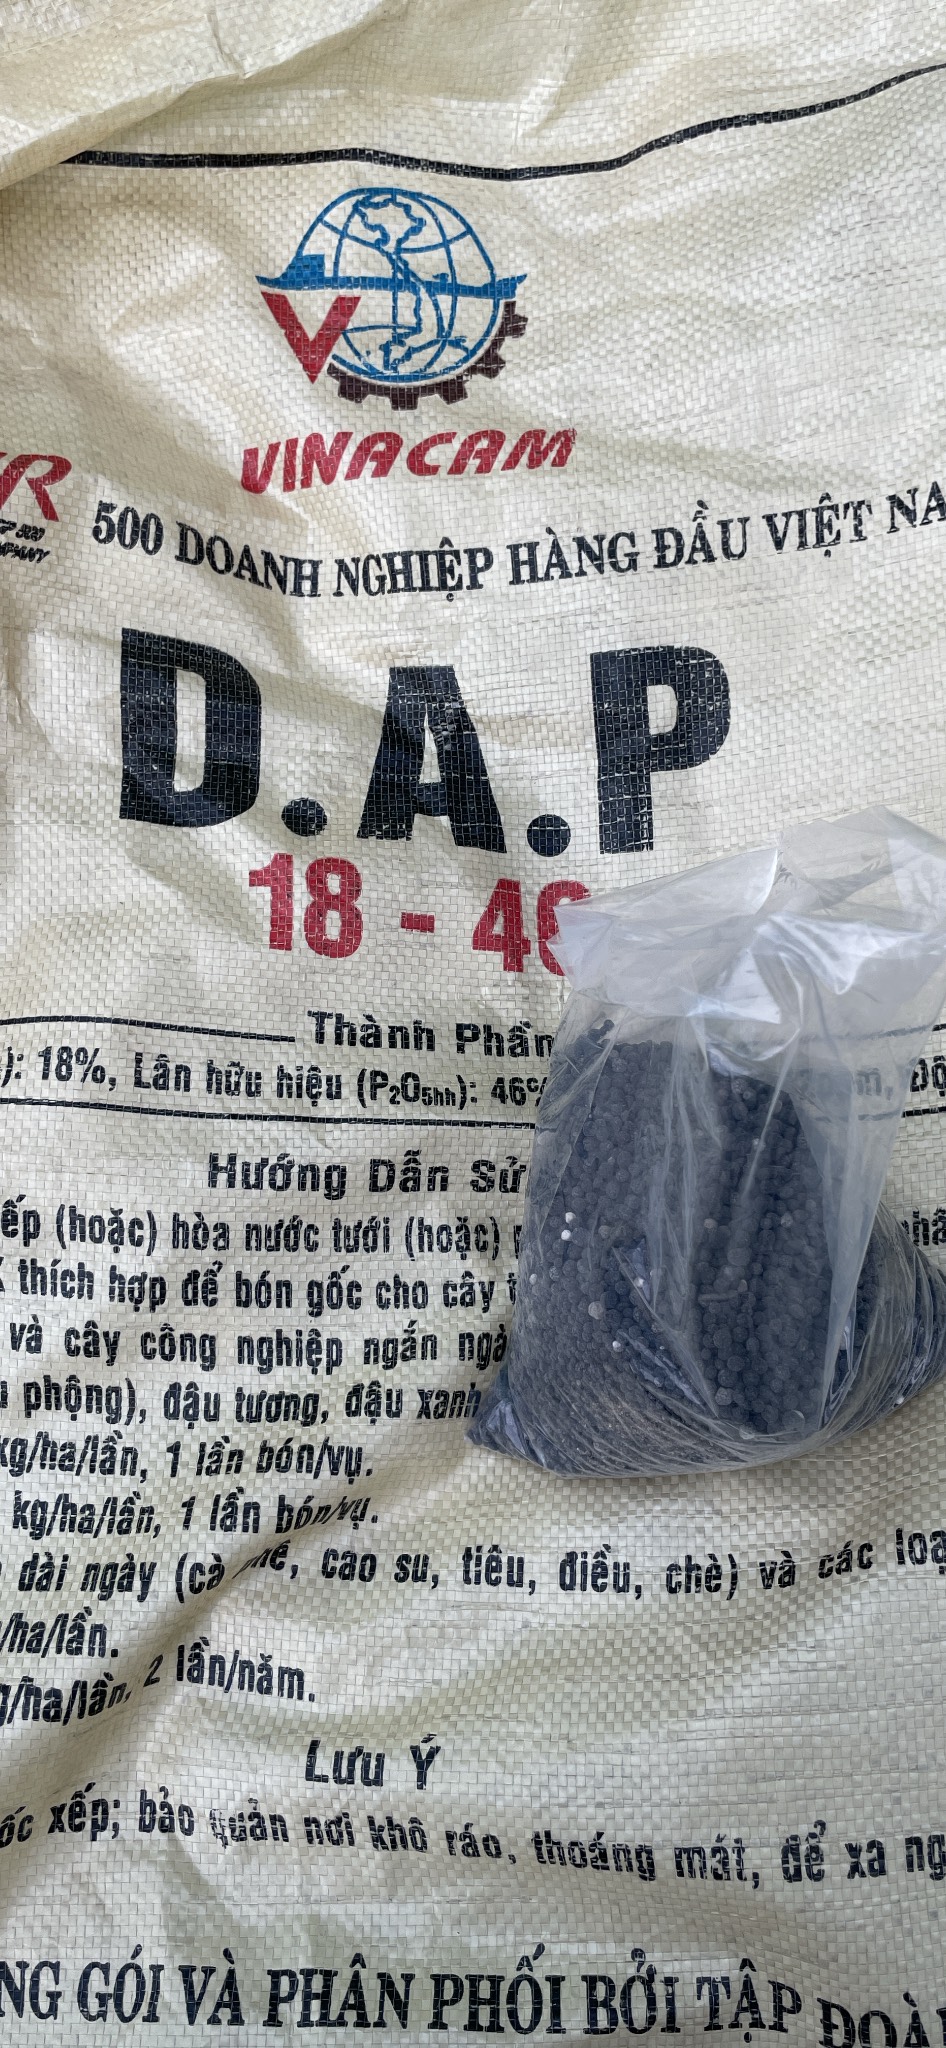 VINACAM
500 DOANH NGHIỆP HÀNG ĐẦU VIỆT NA
D.A.P
18 - 46
Thành Phần
): 18%, Lân hữu hiệu (P₂O₅hh): 46%
Hướng Dẫn Sử
(hoặc) hòa nước tưới (hoặc)
thích hợp để bón gốc cho cây
và cây công nghiệp ngắn ngà
phộng), đậu tương, đậu xanh
kg/ha/lần, 1 lần bón/vụ.
kg/ha/lần, 1 lần bón/vụ.
dài ngày (cà phê, cao su, tiêu, điều, chè) và các loạ
/ha/lần.
g/ha/lần, 2 lần/năm.
Lưu Ý
ốc xếp; bảo quản nơi khô ráo, thoáng mát, để xa ng
NG GÓI VÀ PHÂN PHỐI BỞI TẬP ĐOÀ